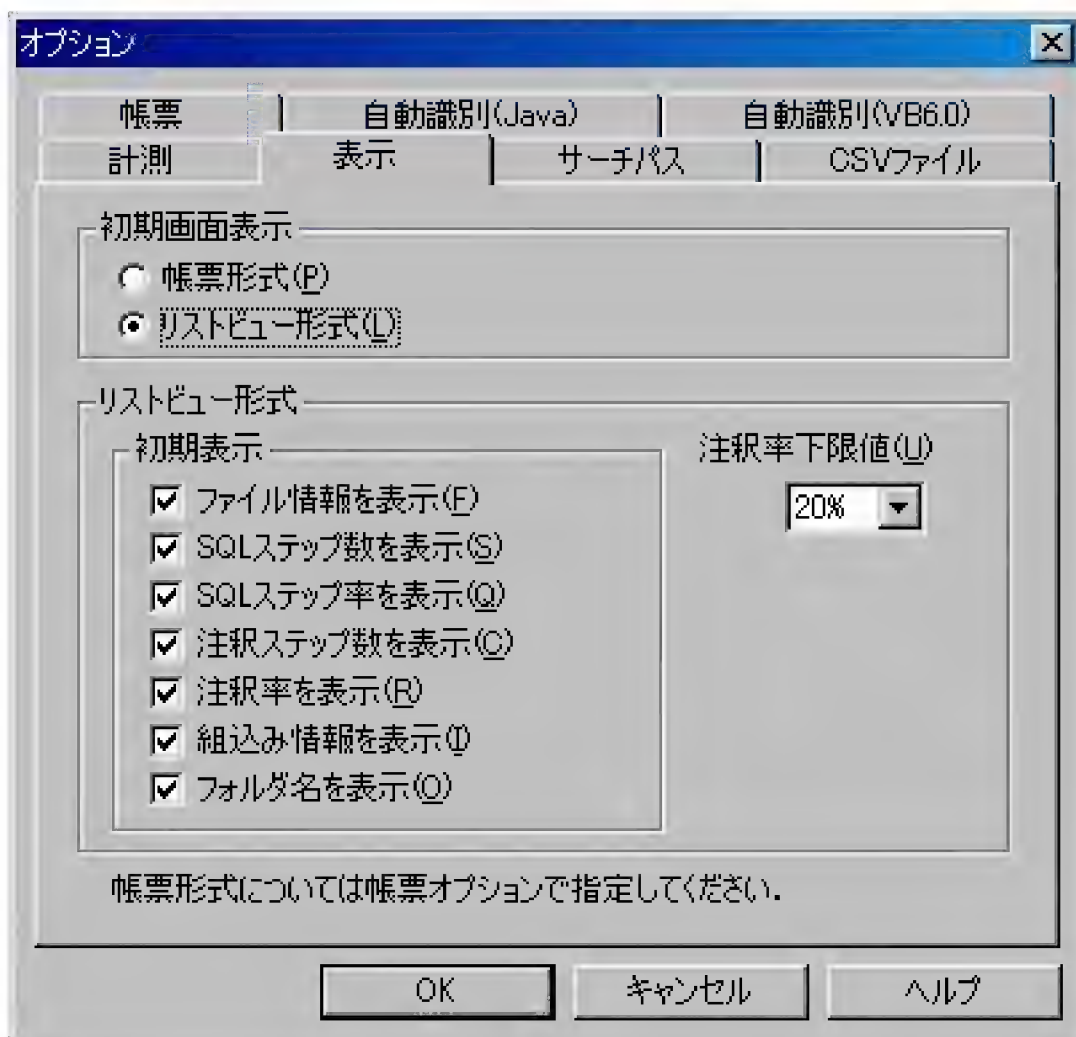 オプション
帳票 自動識別(Java) 自動識別(VB6.0)
計測 表示 サーチパス CSVファイル
初期画面表示
帳票形式(P)
リストビュー形式(L)
リストビュー形式
初期表示 注釈率下限値(U)
ファイル情報を表示(F) 20%
SQLステップ数を表示(S)
SQLステップ率を表示(Q)
注釈ステップ数を表示(C)
注釈率を表示(R)
組込み情報を表示(I)
フォルダ名を表示(O)
帳票形式については帳票オプションで指定してください.
OK キャンセル ヘルプ